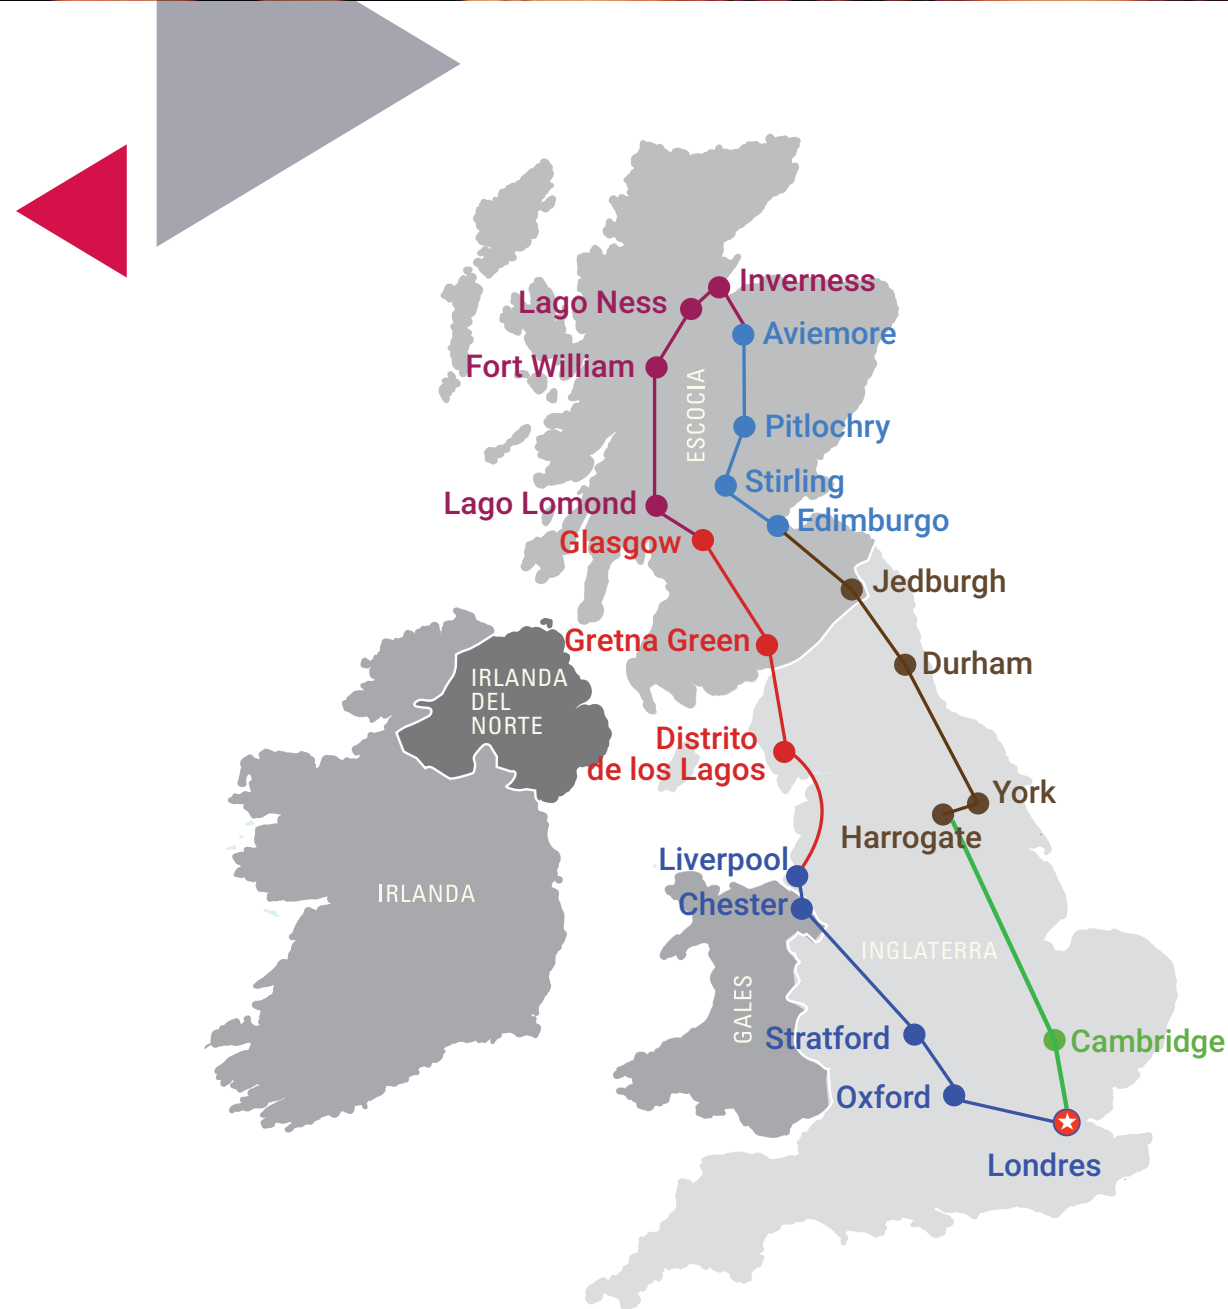 Inverness
Lago Ness
Aviemore
Fort William
ESCOCIA
Pitlochry
Stirling
Lago Lomond
Edimburgo
Glasgow
Jedburgh
Gretna Green
Durham
IRLANDA
DEL
NORTE
Distrito
de los Lagos
York
Harrogate
Liverpool
IRLANDA
Chester
INGLATERRA
GALES
Stratford
Cambridge
Oxford
Londres